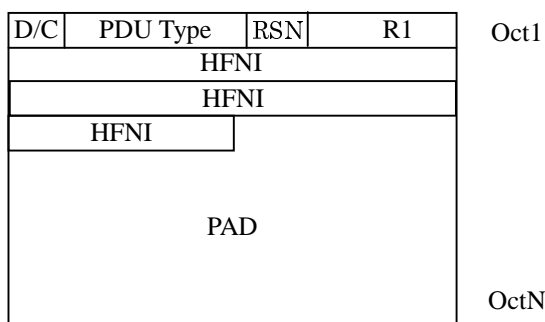 D/C PDU Type RSN R1 Oct1
HFNI
HFNI
HFNI
PAD
OctN